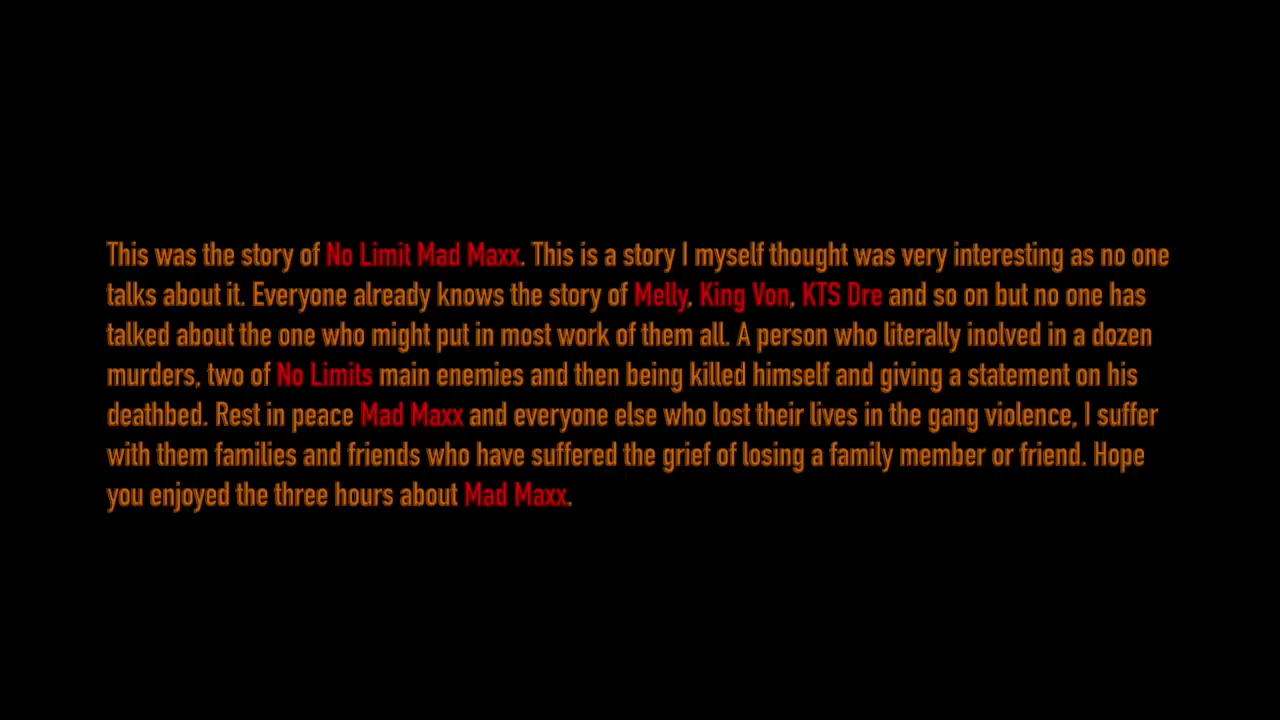 This was the story of No Limit Mad Maxx. This is a story I myself thought was very interesting as no one
talks about it. Everyone already knows the story of Melly, King Von, KTS Dre and so on but no one has
talked about the one who might put in most work of them all. A person who literally inolved in a dozen
murders, two of No Limits main enemies and then being killed himself and giving a statement on his
deathbed. Rest in peace Mad Maxx and everyone else who lost their lives in the gang violence, I suffer
with them families and friends who have suffered the grief of losing a family member or friend. Hope
you enjoyed the three hours about Mad Maxx.